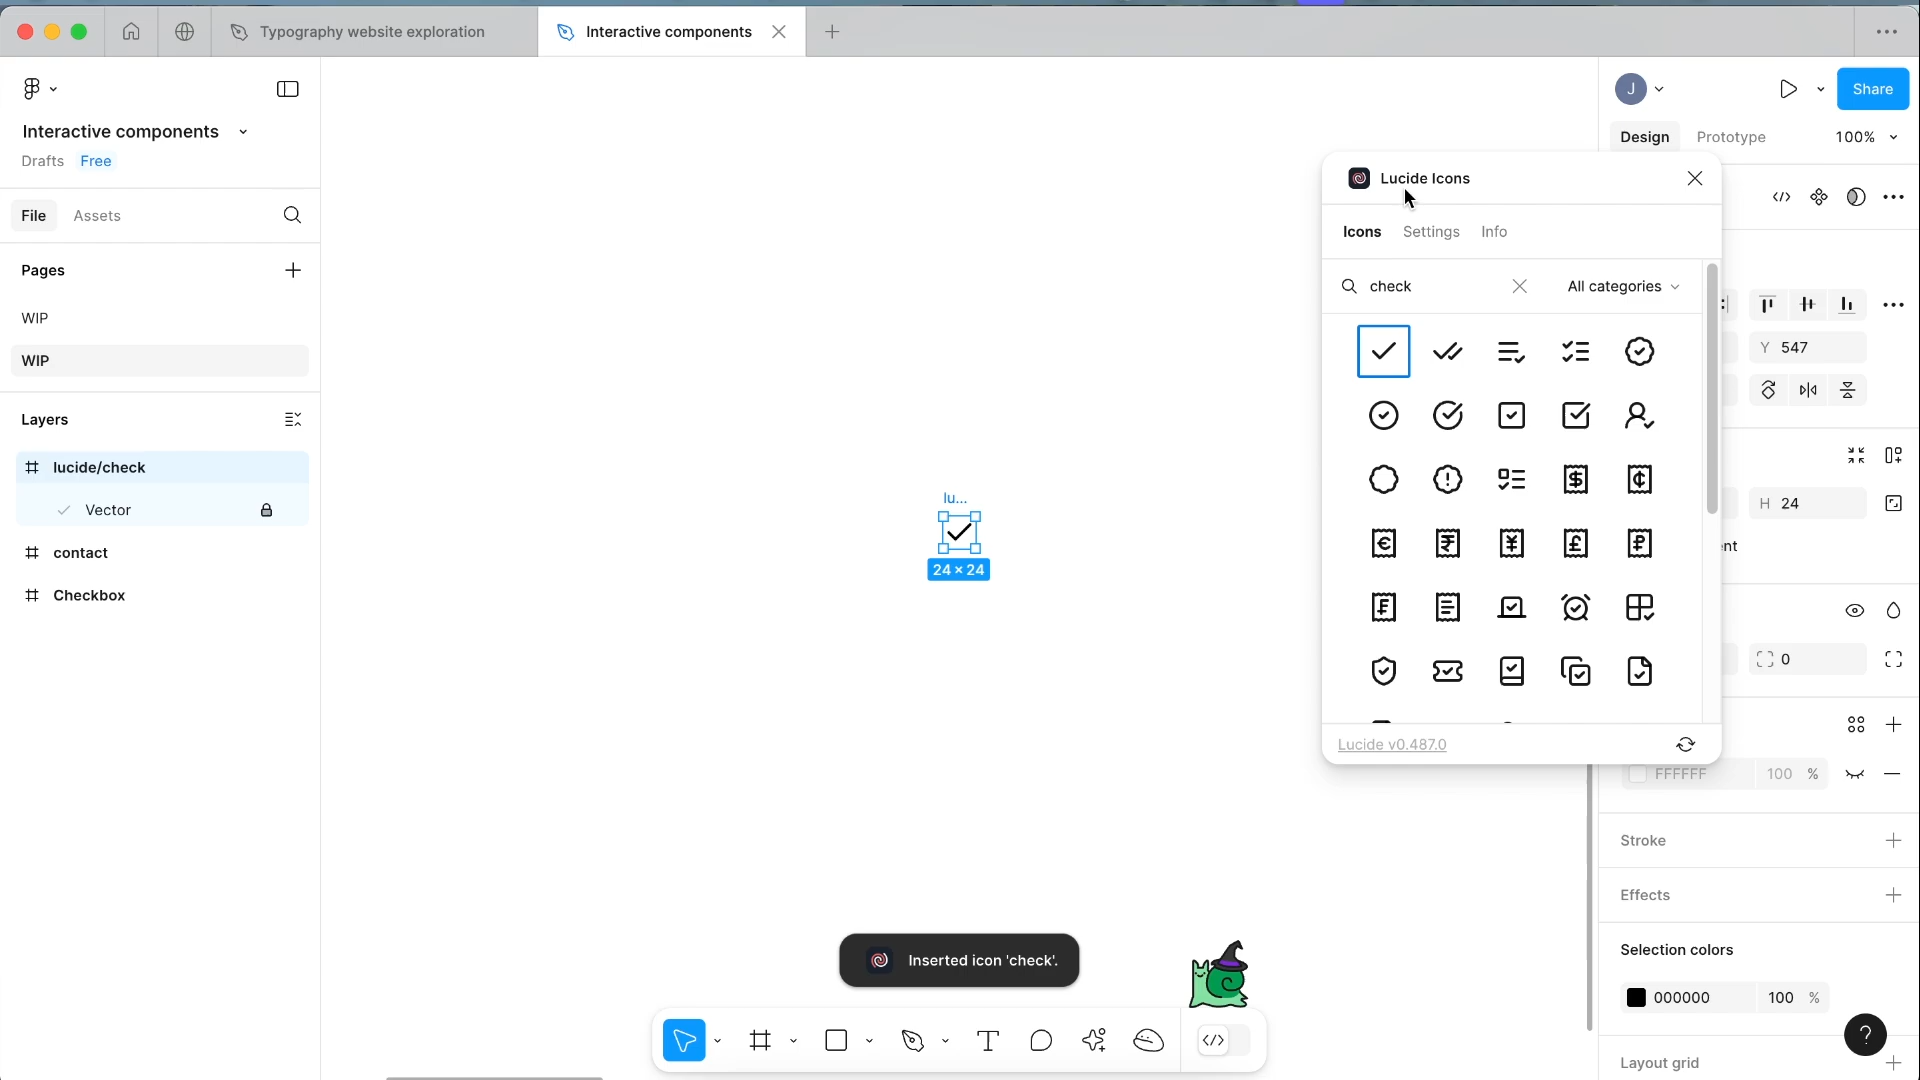 Typography website exploration
Interactive components
Interactive components
Drafts
Free
File
Assets
Pages
WIP
WIP
Layers
lucide/check
Vector
contact
Checkbox
lu...
24 × 24
Inserted icon 'check'.
Lucide Icons
Icons
Settings
Info
check
All categories
Lucide v0.487.0
J
Share
Design
Prototype
100%
Y 547
H 24
nt
0
FFFFFF
100 %
Stroke
Effects
Selection colors
000000
100 %
Layout grid
?